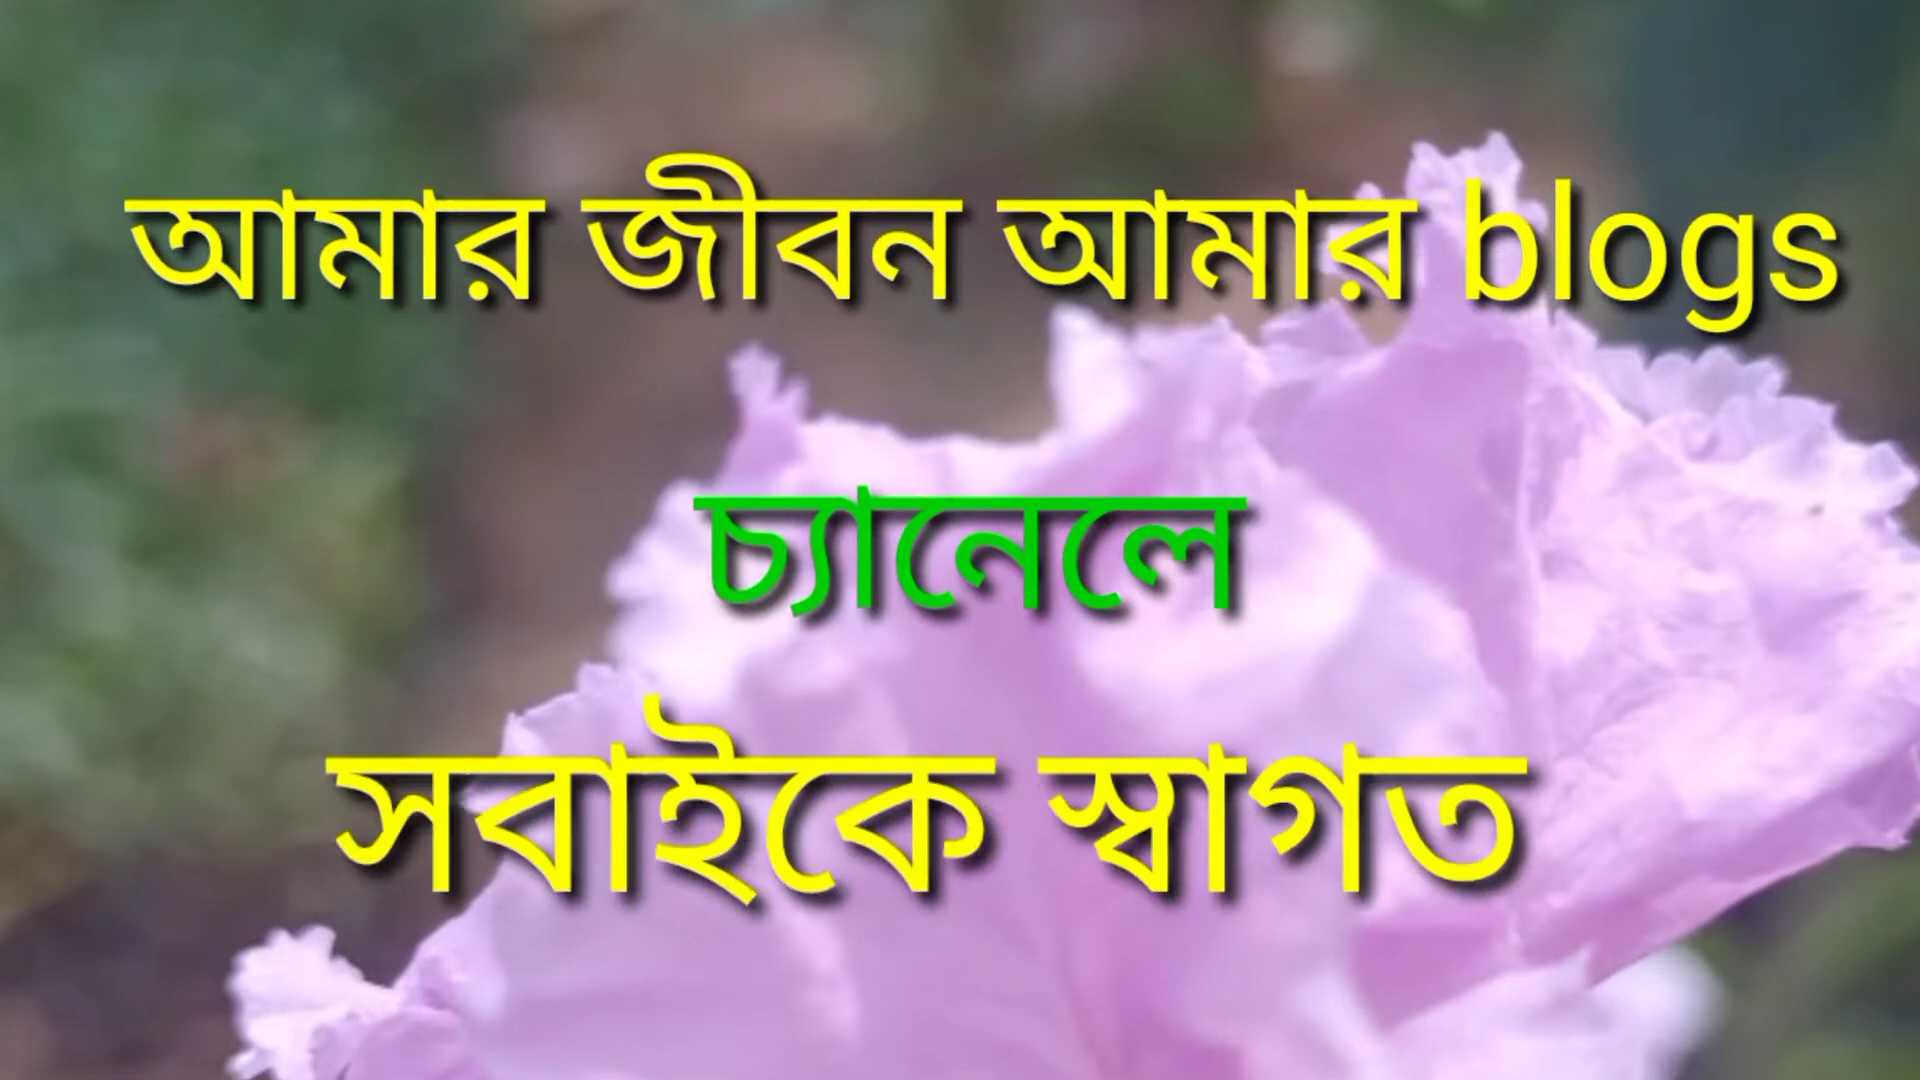 আমার জীবন আমার blogs
চ্যানেলে
সবাইকে স্বাগত